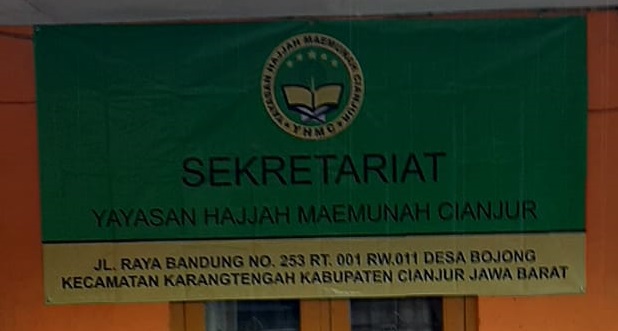 YAYASAN HAJJAH MAEMUNAH CIANJUR
YHMC
SEKRETARIAT
YAYASAN HAJJAH MAEMUNAH CIANJUR
JL. RAYA BANDUNG NO. 253 RT. 001 RW.011 DESA BOJONG
KECAMATAN KARANGTENGAH KABUPATEN CIANJUR JAWA BARAT